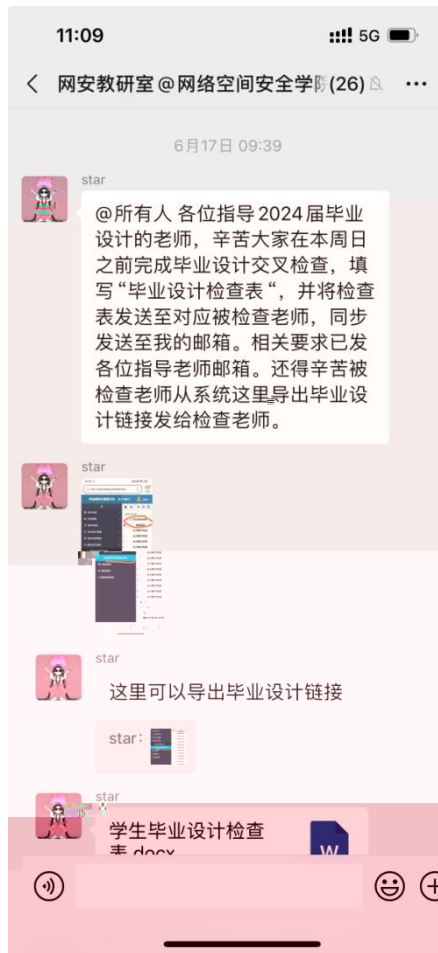 11:09
5G
网安教研室@网络空间安全学院(26)
6月17日 09:39
star
@所有人 各位指导2024届毕业
设计的老师，辛苦大家在本周日
之前完成毕业设计交叉检查，填
写“毕业设计检查表“，并将检查
表发送至对应被检查老师，同步
发送至我的邮箱。相关要求已发
各位指导老师邮箱。还得辛苦被
检查老师从系统这里导出毕业设
计链接发给检查老师。
star
star
这里可以导出毕业设计链接
star:
star
学生毕业设计检查
表.docx
W